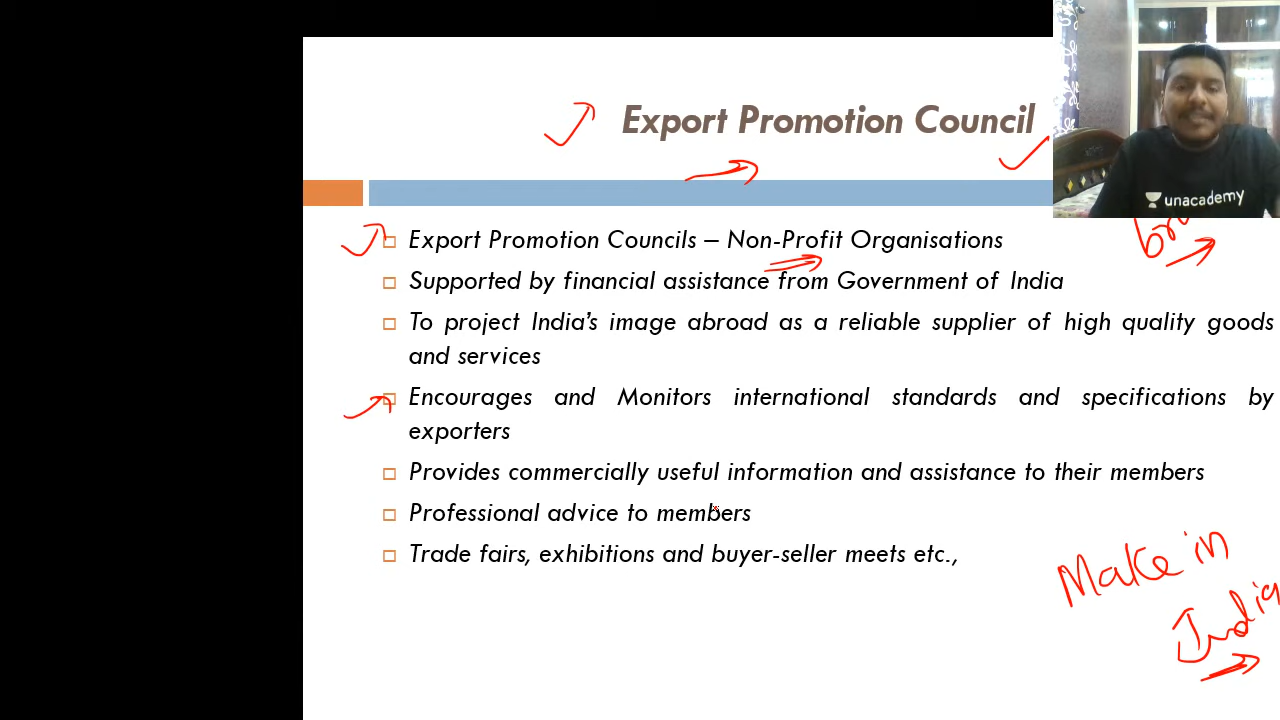 Export Promotion Council
unacademy
Export Promotion Councils – Non-Profit Organisations
Supported by financial assistance from Government of India
To project India's image abroad as a reliable supplier of high quality goods
and services
Encourages and Monitors international standards and specifications by
exporters
Provides commercially useful information and assistance to their members
Professional advice to members
Trade fairs, exhibitions and buyer-seller meets etc.,
Make in
India